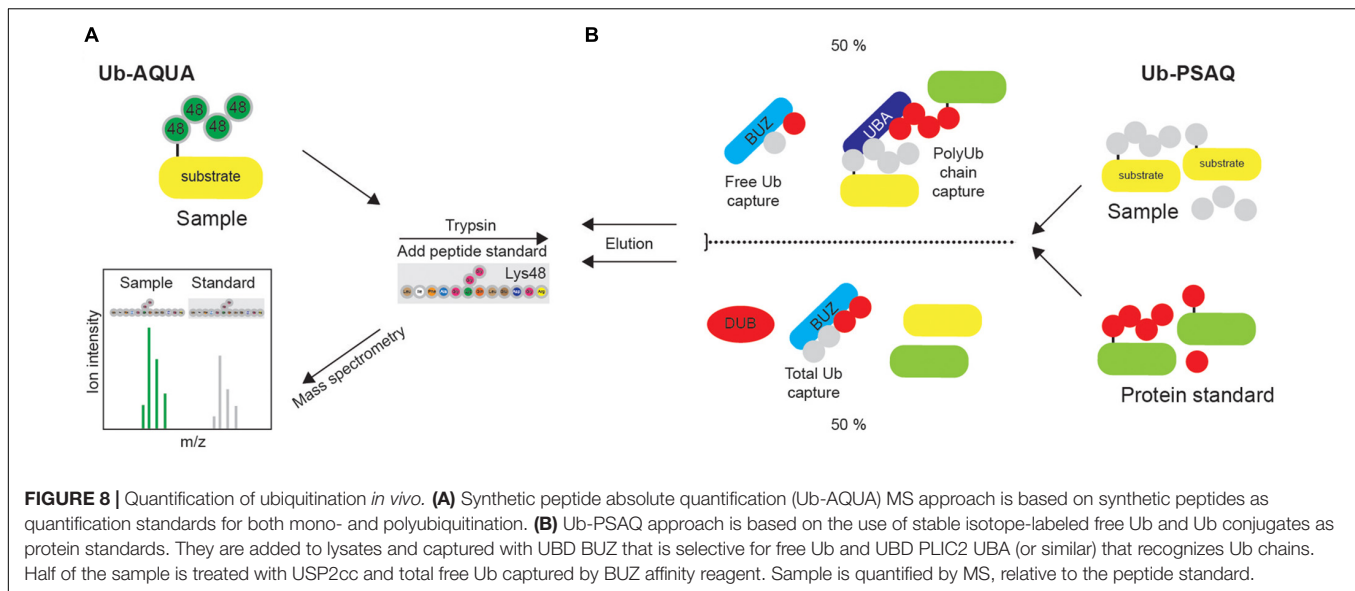 A
Ub-AQUA
48
48
48
48
substrate
Sample
Trypsin
Add peptide standard
Lys48
Mass spectrometry
Sample
Standard
Ion intensity
m/z
B
50 %
Ub-PSAQ
BUZ
UBA
Free Ub
capture
PolyUb
chain
capture
Elution
substrate
substrate
Sample
DUB
BUZ
Total Ub
capture
50 %
Protein standard
FIGURE 8 | Quantification of ubiquitination in vivo. (A) Synthetic peptide absolute quantification (Ub-AQUA) MS approach is based on synthetic peptides as
quantification standards for both mono- and polyubiquitination. (B) Ub-PSAQ approach is based on the use of stable isotope-labeled free Ub and Ub conjugates as
protein standards. They are added to lysates and captured with UBD BUZ that is selective for free Ub and UBD PLIC2 UBA (or similar) that recognizes Ub chains.
Half of the sample is treated with USP2cc and total free Ub captured by BUZ affinity reagent. Sample is quantified by MS, relative to the peptide standard.